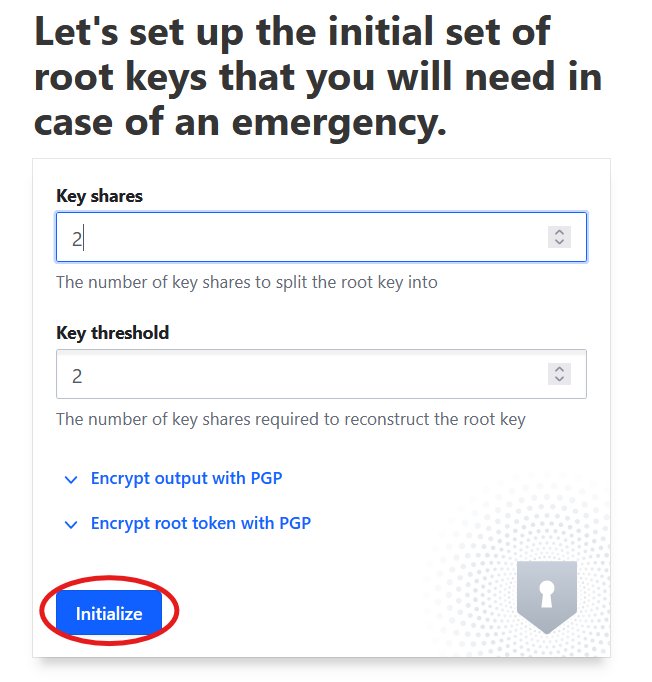 Let's set up the initial set of
root keys that you will need in
case of an emergency.
Key shares
2
The number of key shares to split the root key into
Key threshold
2
The number of key shares required to reconstruct the root key
Encrypt output with PGP
Encrypt root token with PGP
Initialize